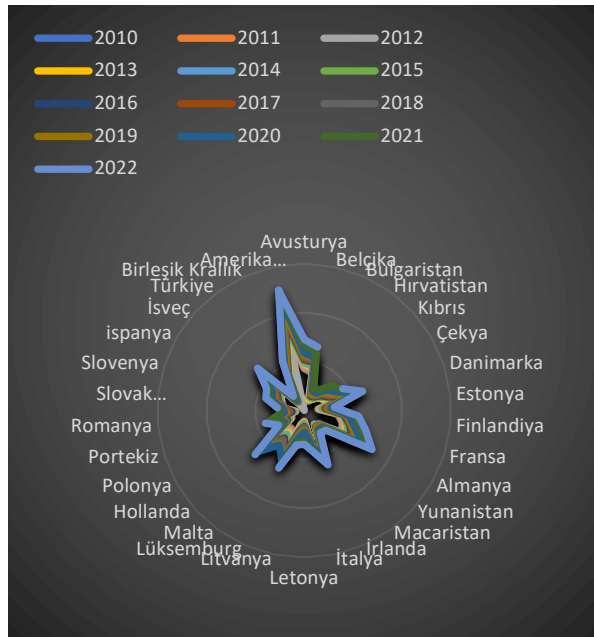 2010 2011 2012
2013 2014 2015
2016 2017 2018
2019 2020 2021
2022
Avusturya
Belçika
Bulgaristan
Hırvatistan
Kıbrıs
Çekya
Danimarka
Estonya
Finlandiya
Fransa
Almanya
Yunanistan
Macaristan
İrlanda
İtalya
Letonya
Litvanya
Lüksemburg
Malta
Hollanda
Polonya
Portekiz
Romanya
Slovak...
Slovenya
ispanya
İsveç
Türkiye
Birleşik Krallık
Amerika...